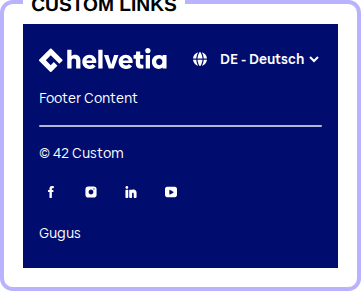 CUSTOM LINKS
helvetia DE - Deutsch
Footer Content
© 42 Custom
Gugus